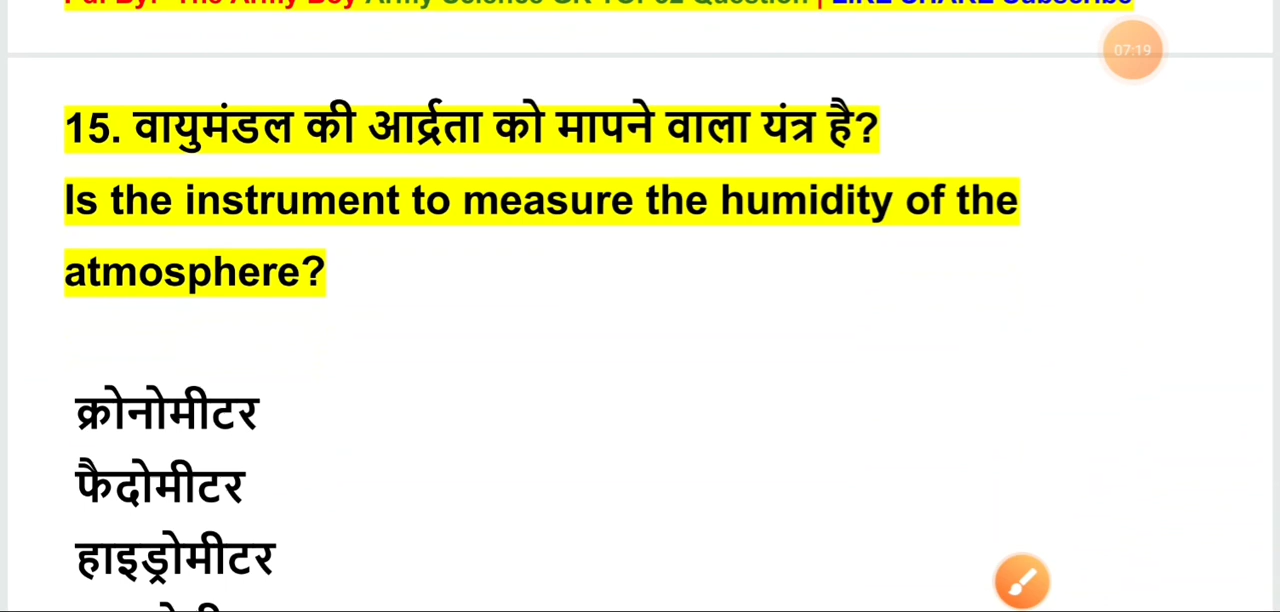 07:19
15. वायुमंडल की आर्द्रता को मापने वाला यंत्र है?
Is the instrument to measure the humidity of the
atmosphere?
क्रोनोमीटर
फैदोमीटर
हाइड्रोमीटर